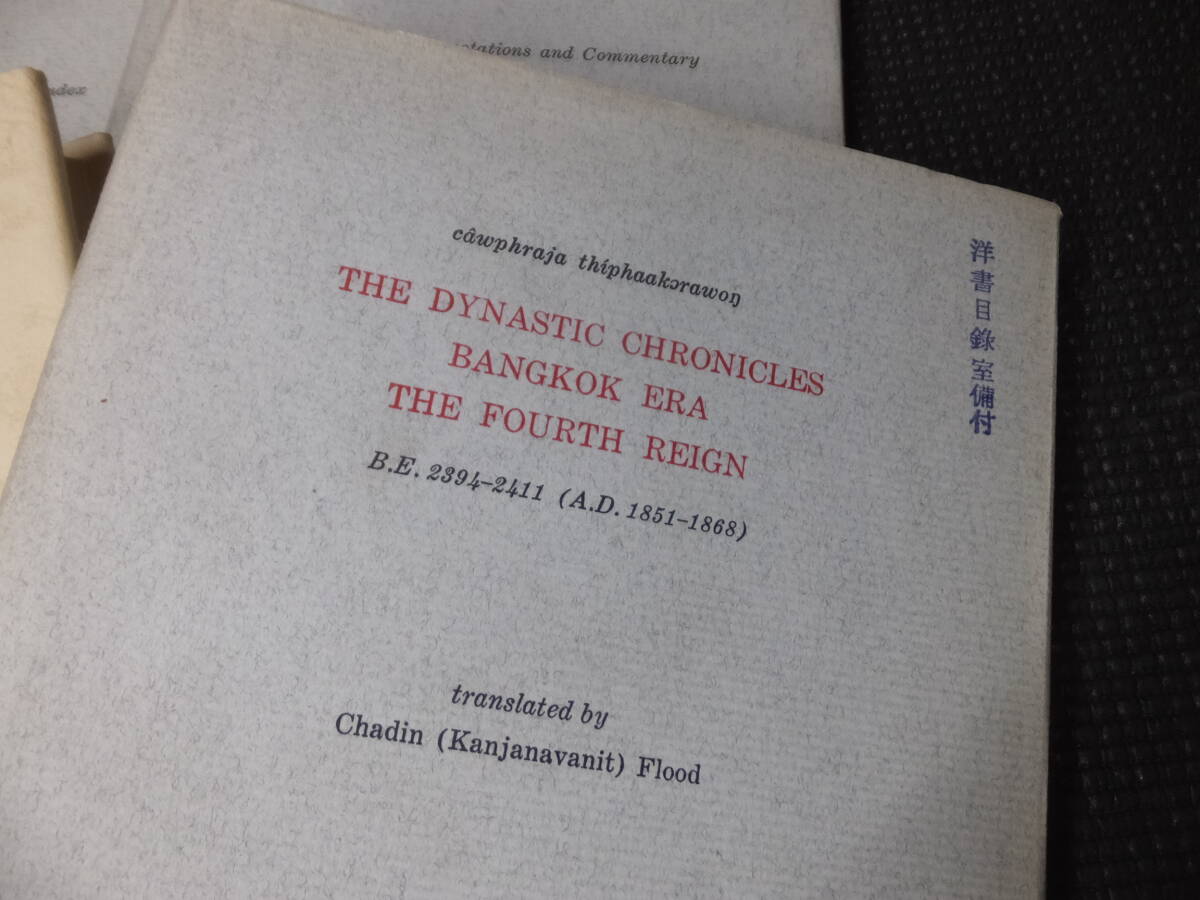 and Commentary
câwphraja thíphaakɔrawoŋ
THE DYNASTIC CHRONICLES
BANGKOK ERA
THE FOURTH REIGN
B.E. 2394–2411 (A.D. 1851–1868)
translated by
Chadin (Kanjanavanit) Flood
洋書目錄室備付